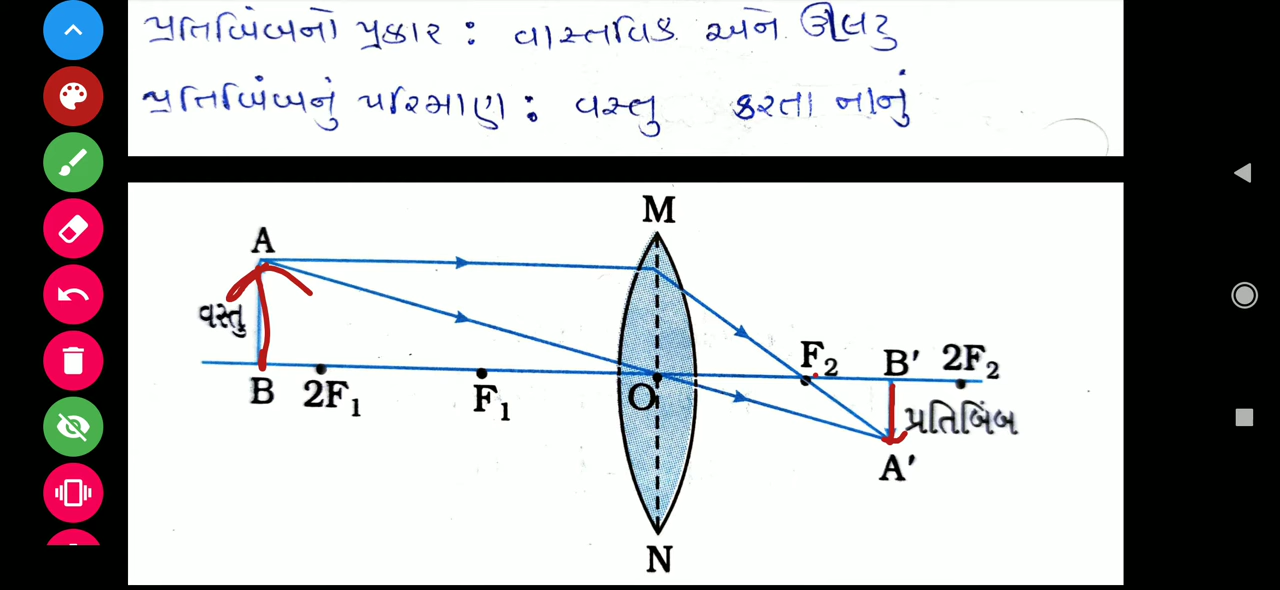 પ્રતિબિંબનો પ્રકાર : વાસ્તવિક અને ઊલટુ
પ્રતિબિંબનું પરિમાણ : વસ્તુ કરતા નાનું
M
A
વસ્તુ
F₂ B′ 2F₂
B 2F₁ F₁ O પ્રતિબિંબ
A′
N